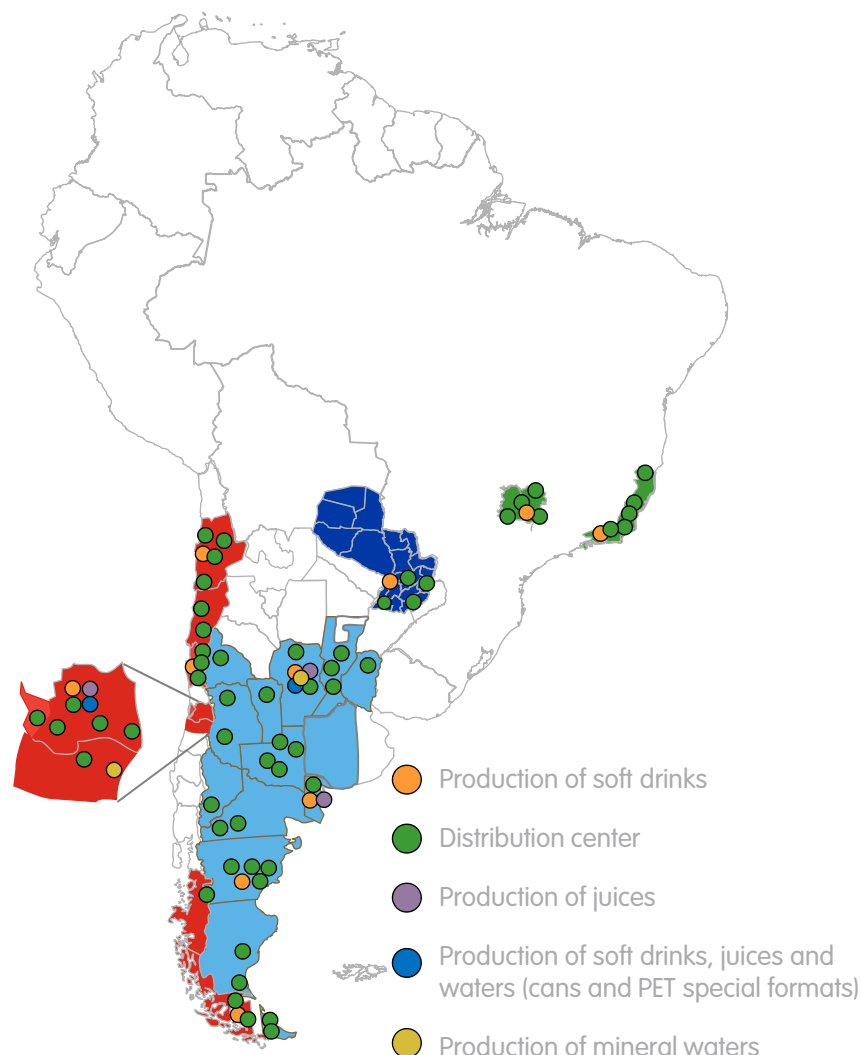 Production of soft drinks
Distribution center
Production of juices
Production of soft drinks, juices and
waters (cans and PET special formats)
Production of mineral waters